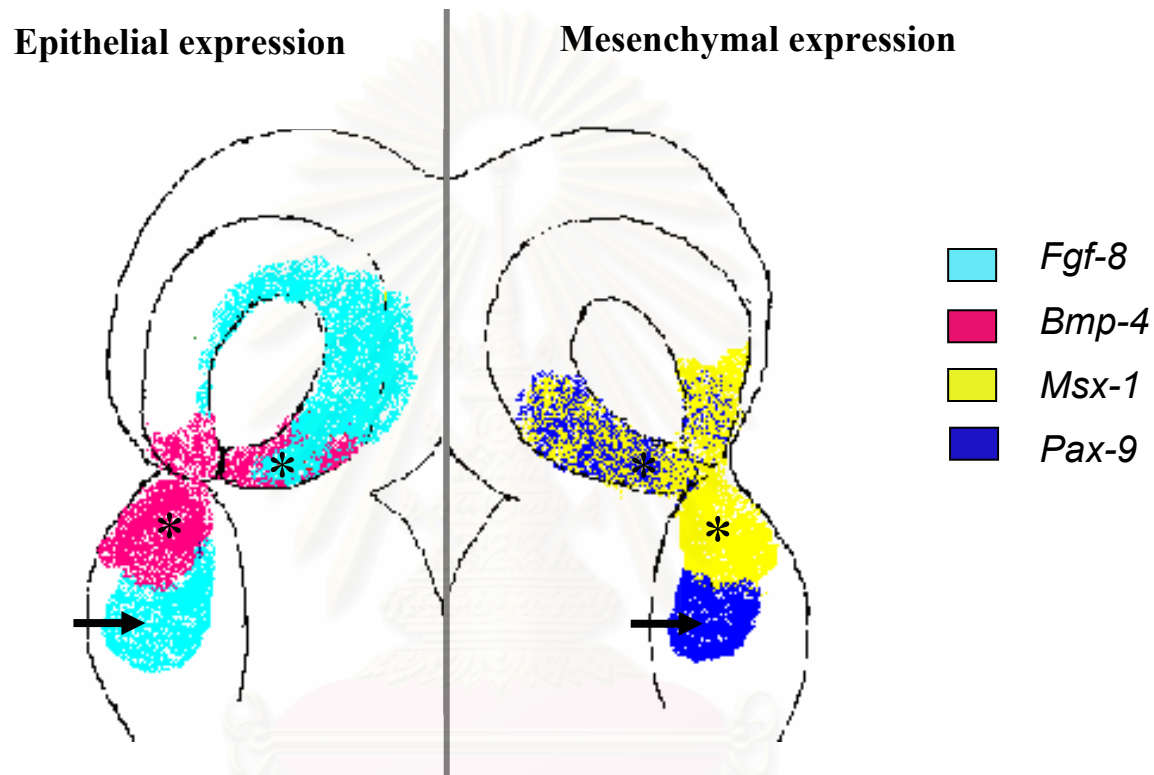 Epithelial expression
Mesenchymal expression
Fgf-8
Bmp-4
Msx-1
Pax-9
*
*
*
*